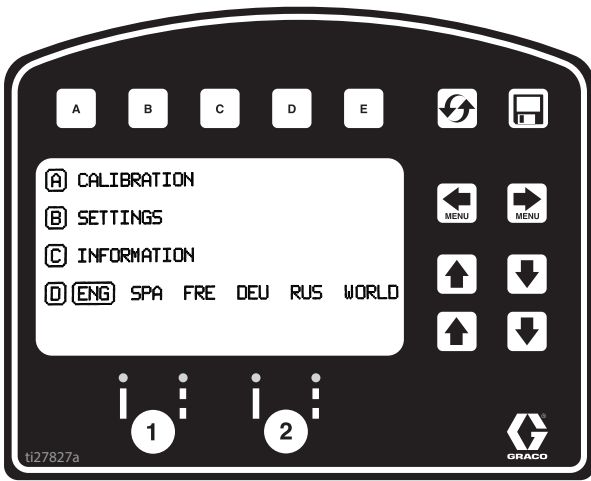 A B C D E
A CALIBRATION
MENU MENU
B SETTINGS
C INFORMATION
D ENG SPA FRE DEU RUS WORLD
1 2
GRACO
ti27827a